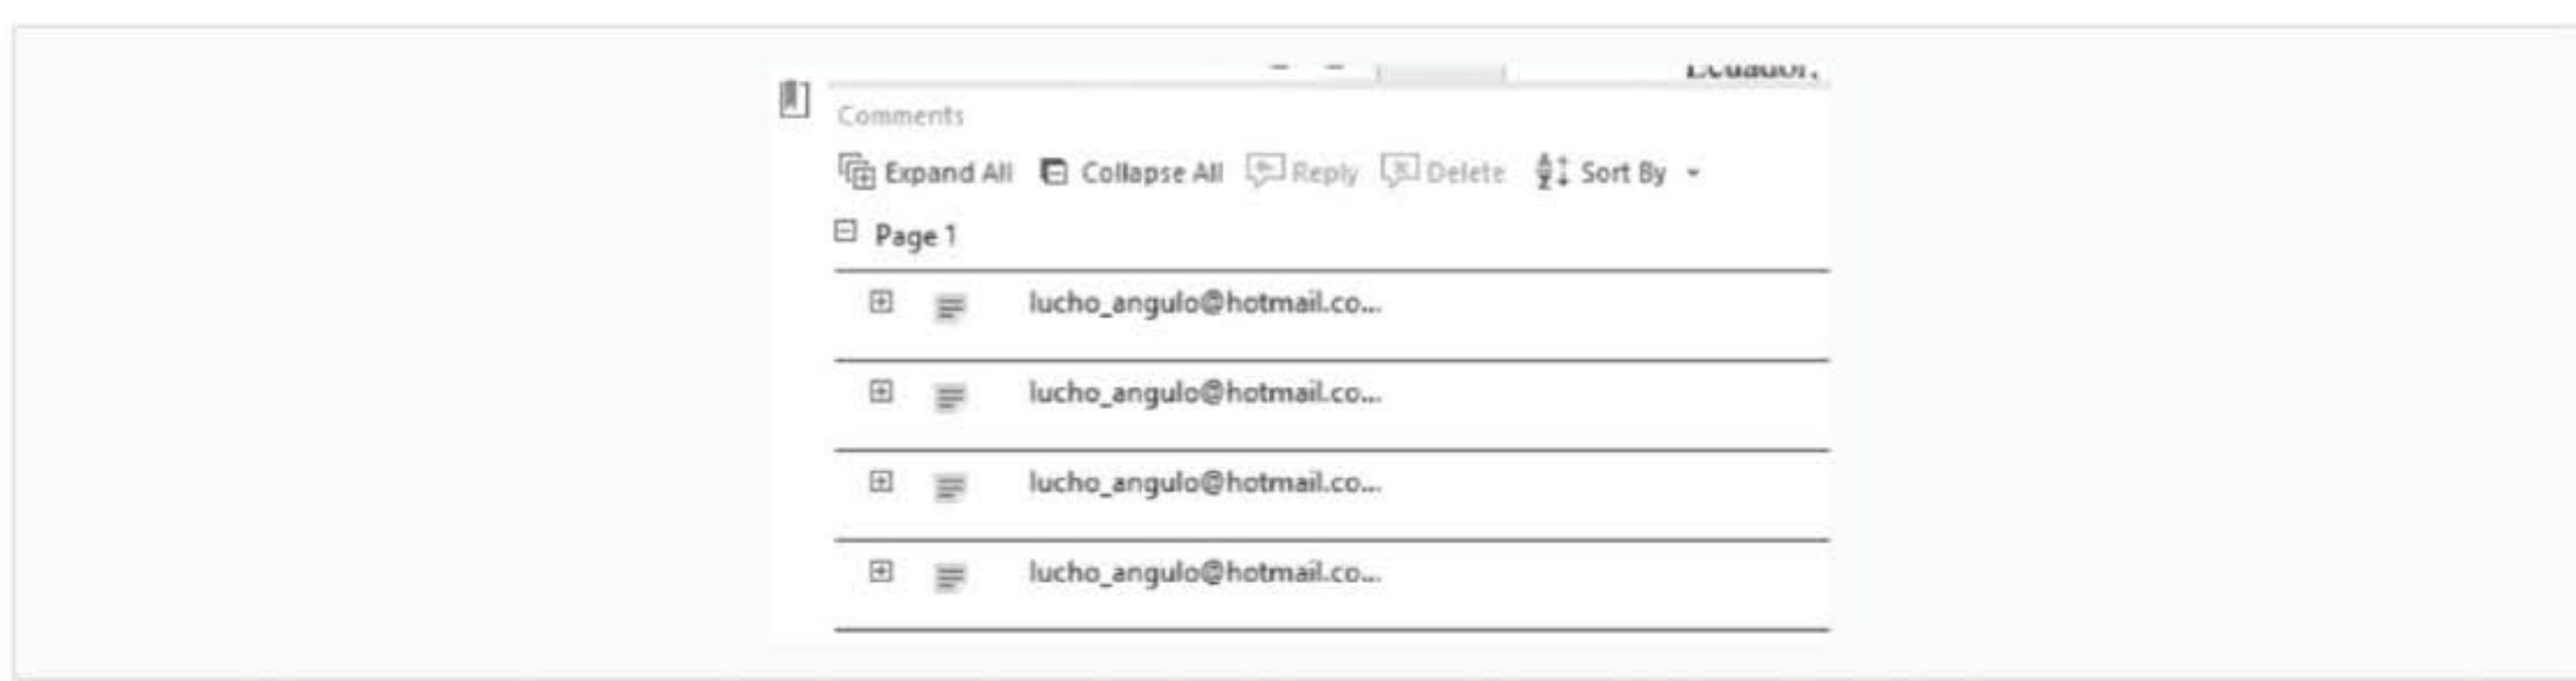 Ecuador,
Comments
Expand All Collapse All Reply Delete Sort By
Page 1
lucho_angulo@hotmail.co...
lucho_angulo@hotmail.co...
lucho_angulo@hotmail.co...
lucho_angulo@hotmail.co...